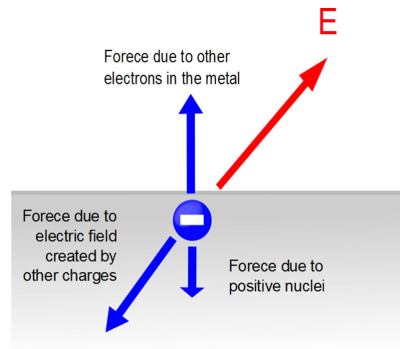 E
Forece due to other
electrons in the metal
Forece due to
electric field
created by
other charges
Forece due to
positive nuclei